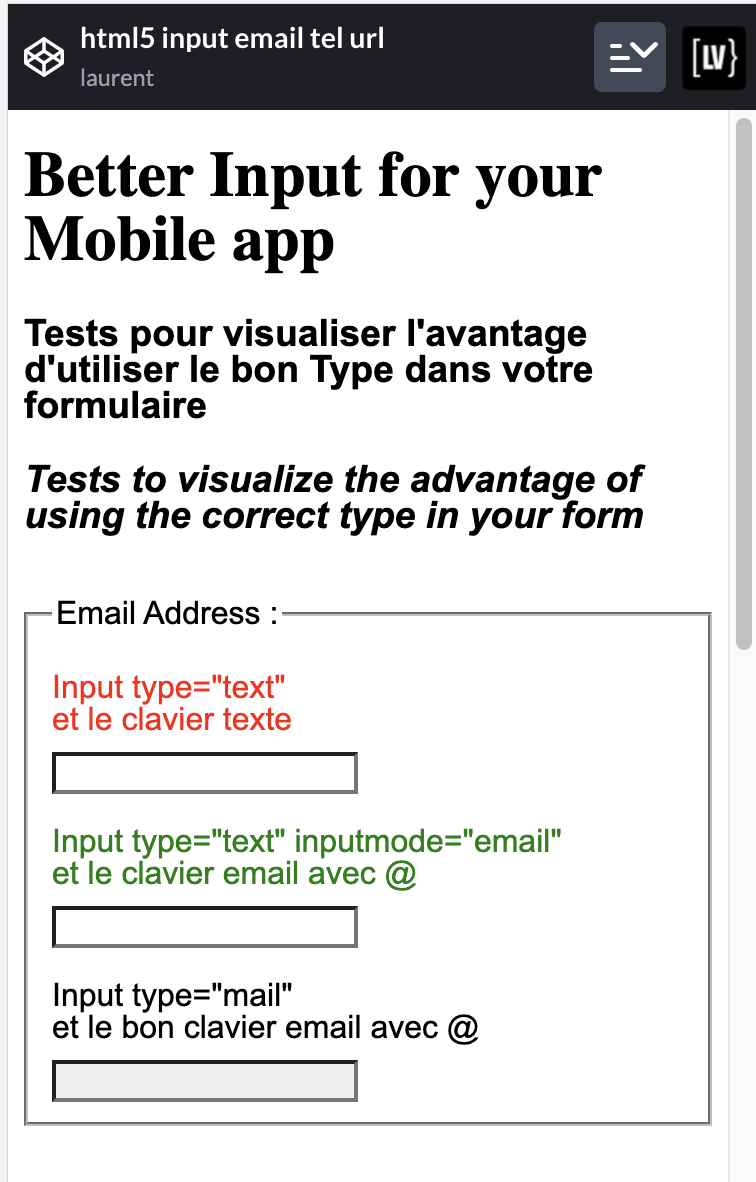 html5 input email tel url
laurent
[LV}
Better Input for your
Mobile app
Tests pour visualiser l'avantage
d'utiliser le bon Type dans votre
formulaire
Tests to visualize the advantage of
using the correct type in your form
Email Address :
Input type="text"
et le clavier texte
Input type="text" inputmode="email"
et le clavier email avec @
Input type="mail"
et le bon clavier email avec @